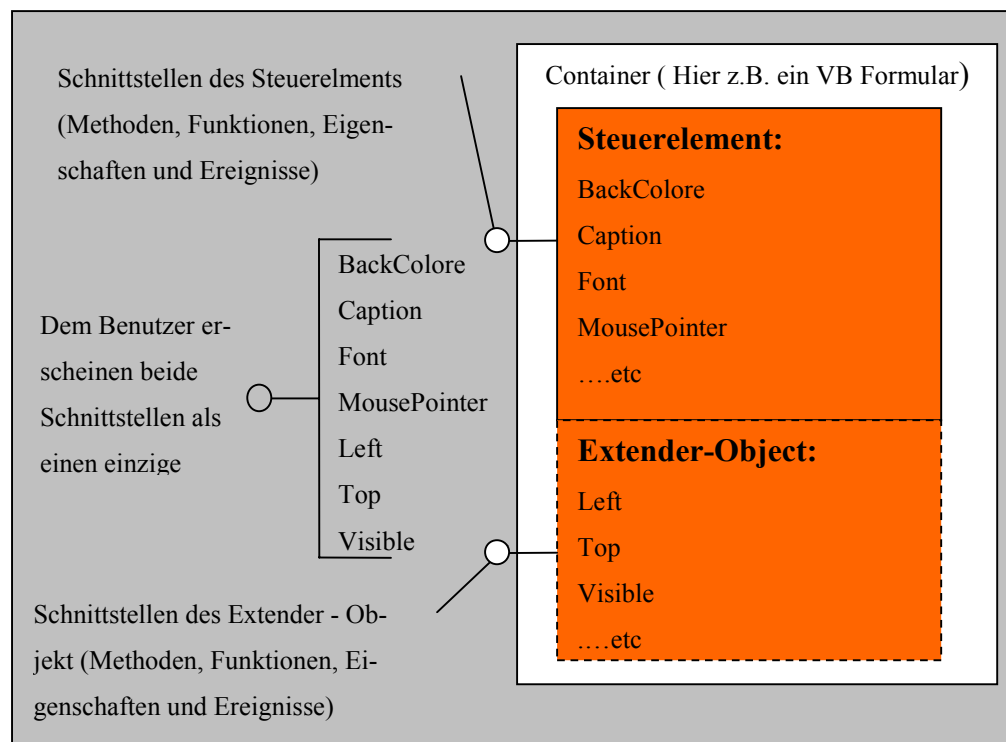 Schnittstellen des Steuerelments
(Methoden, Funktionen, Eigen-
schaften und Ereignisse)
Container ( Hier z.B. ein VB Formular)
Steuerelement:
BackColore
Caption
Font
MousePointer
….etc
Extender-Object:
Left
Top
Visible
….etc
BackColore
Caption
Font
MousePointer
Left
Top
Visible
Dem Benutzer er-
scheinen beide
Schnittstellen als
einen einzige
Schnittstellen des Extender - Ob-
jekt (Methoden, Funktionen, Ei-
genschaften und Ereignisse)